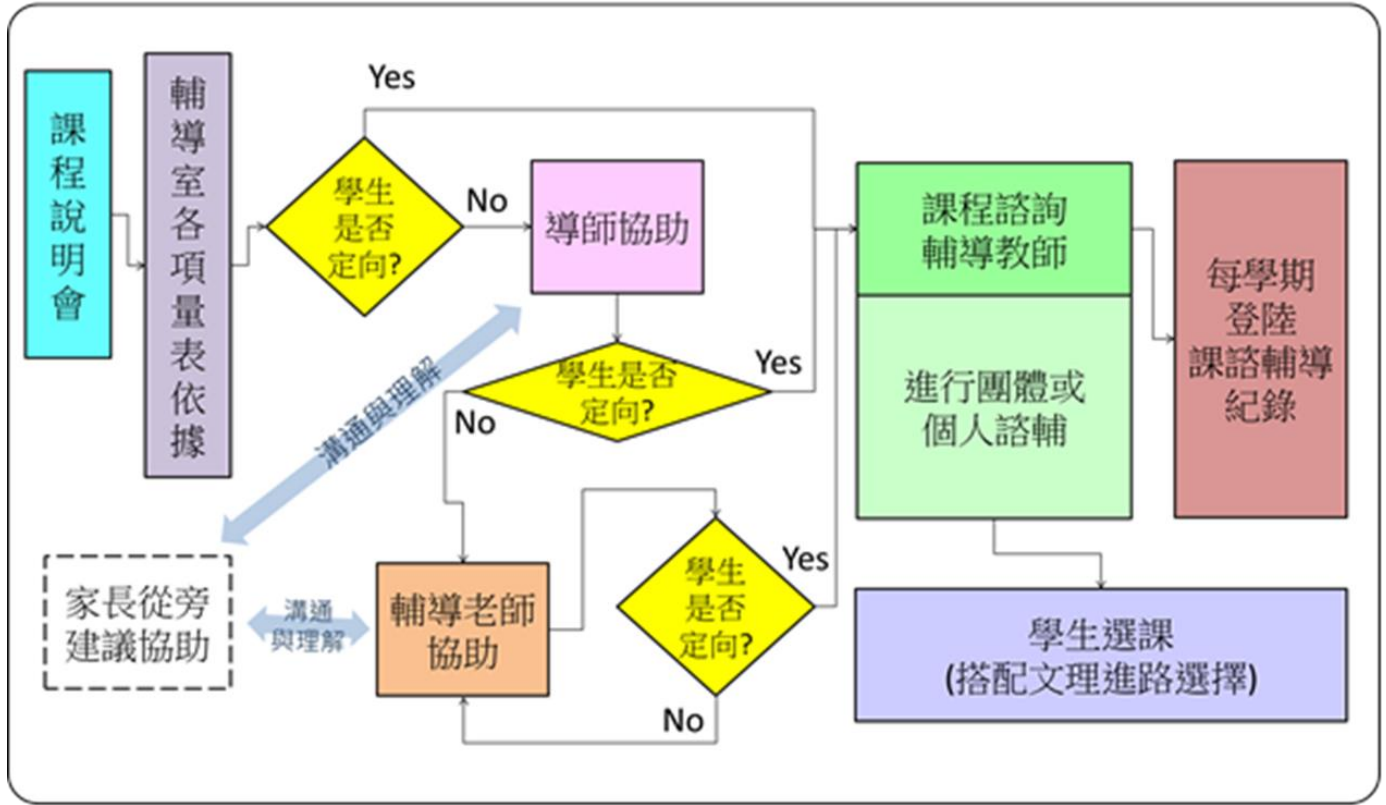 課程說明會
輔導室各項量表依據
Yes
學生
是否
定向?
No
導師協助
溝通與理解
學生是否
定向?
Yes
No
家長從旁
建議協助
溝通
與理解
輔導老師
協助
學生
是否
定向?
Yes
No
課程諮詢
輔導教師
進行團體或
個人諮輔
每學期
登陸
課諮輔導
紀錄
學生選課
(搭配文理進路選擇)